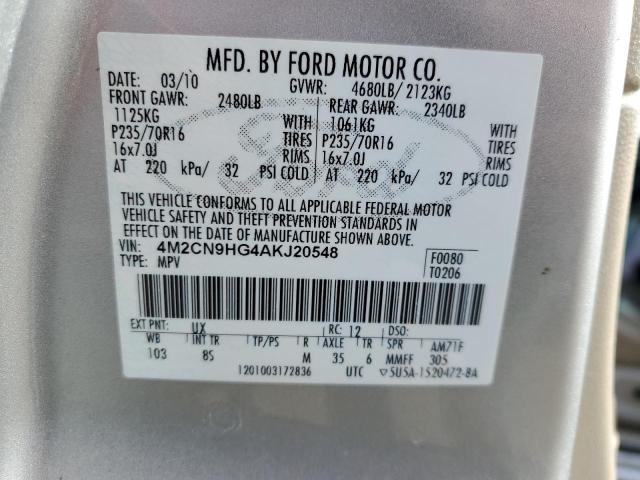 MFD. BY FORD MOTOR CO.
DATE: 03/10 GVWR: 4680LB/ 2123KG
FRONT GAWR: 2480LB REAR GAWR: 2340LB
1125KG WITH 1061KG WITH
P235/70R16 TIRES P235/70R16 TIRES
16x7.0J RIMS 16x7.0J RIMS
AT 220 kPa/ 32 PSI COLD AT 220 kPa/ 32 PSI COLD
Ford
THIS VEHICLE CONFORMS TO ALL APPLICABLE FEDERAL MOTOR
VEHICLE SAFETY AND THEFT PREVENTION STANDARDS IN
EFFECT ON THE DATE OF MANUFACTURE SHOWN ABOVE.
VIN: 4M2CN9HG4AKJ20548 F0080
TYPE: MPV T0206
EXT PNT: UX RC: 12 DSO:
WB INT TR TP/PS R AXLE TR SPR AM71F
103 8S M 35 6 MMFF 305
1201003172836 UTC ▽5U5A-1520472-8A